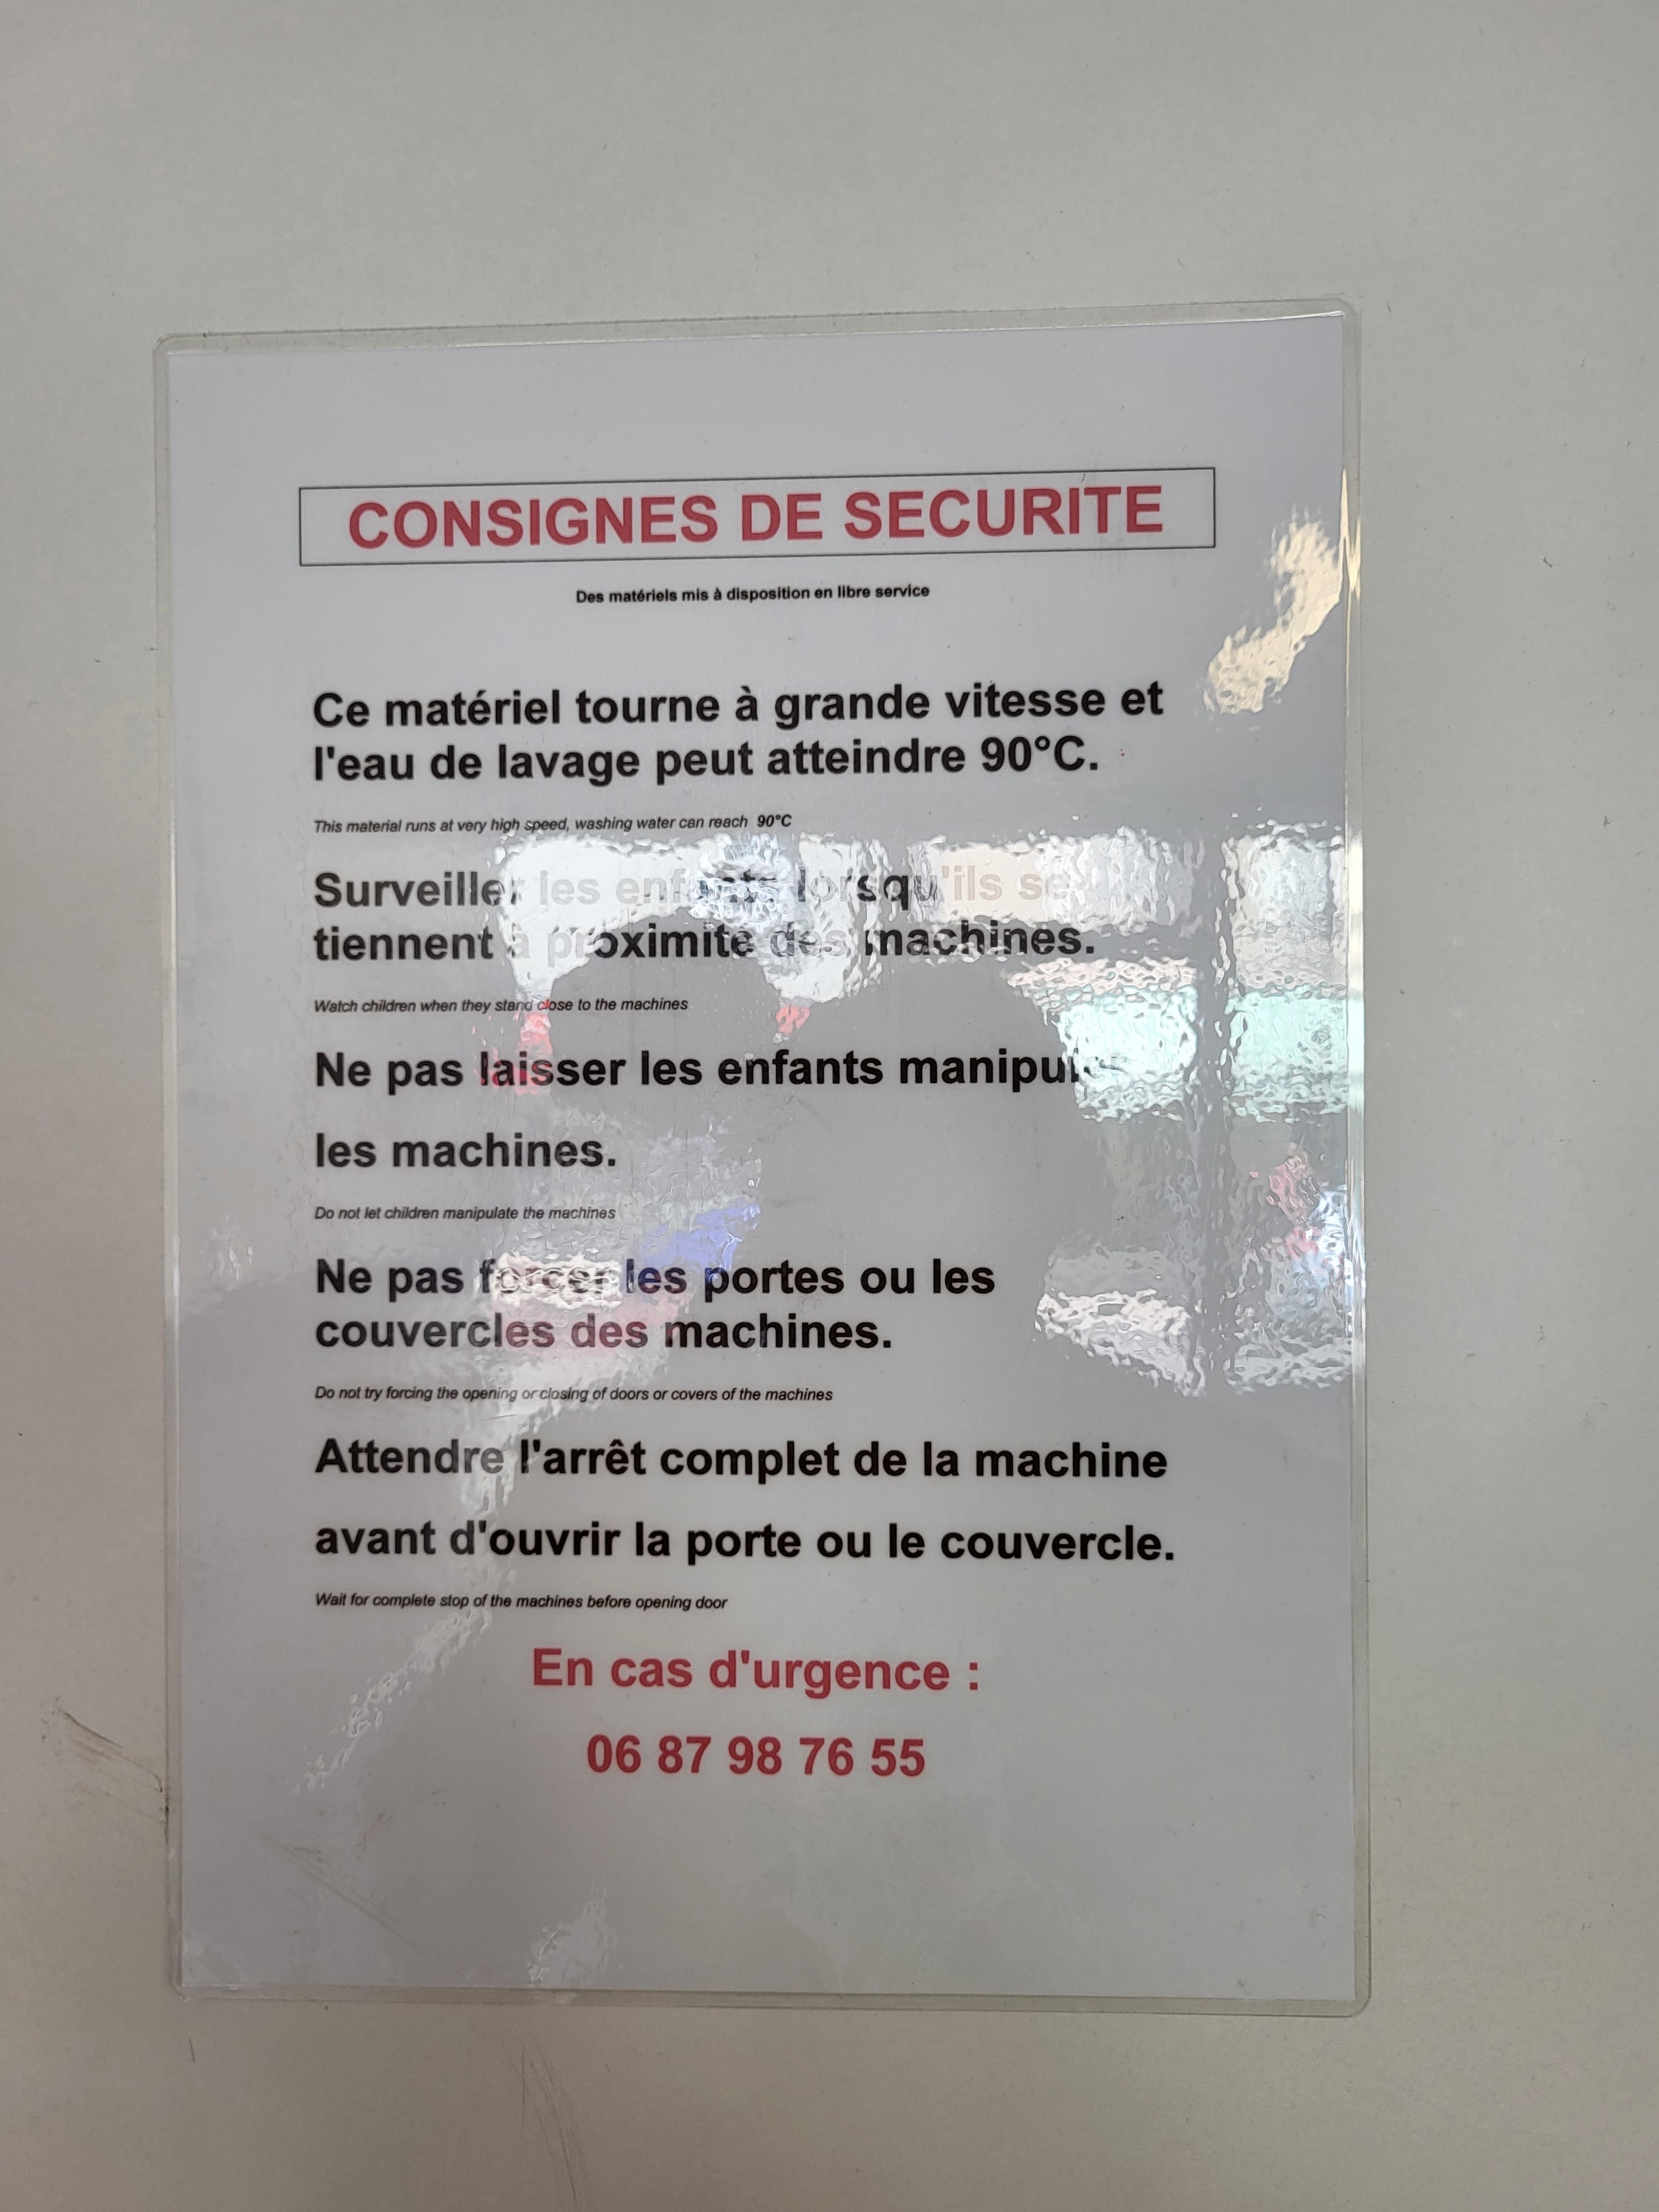 CONSIGNES DE SECURITE
Des matériels mis à disposition en libre service
Ce matériel tourne à grande vitesse et
l'eau de lavage peut atteindre 90°C.
This material runs at very high speed, washing water can reach 90°C
Surveiller les enfants lorsqu'ils se
tiennent à proximité des machines.
Watch children when they stand close to the machines
Ne pas laisser les enfants manipuler
les machines.
Do not let children manipulate the machines
Ne pas forcer les portes ou les
couvercles des machines.
Do not try forcing the opening or closing of doors or covers of the machines
Attendre l'arrêt complet de la machine
avant d'ouvrir la porte ou le couvercle.
Wait for complete stop of the machines before opening door
En cas d'urgence :
06 87 98 76 55